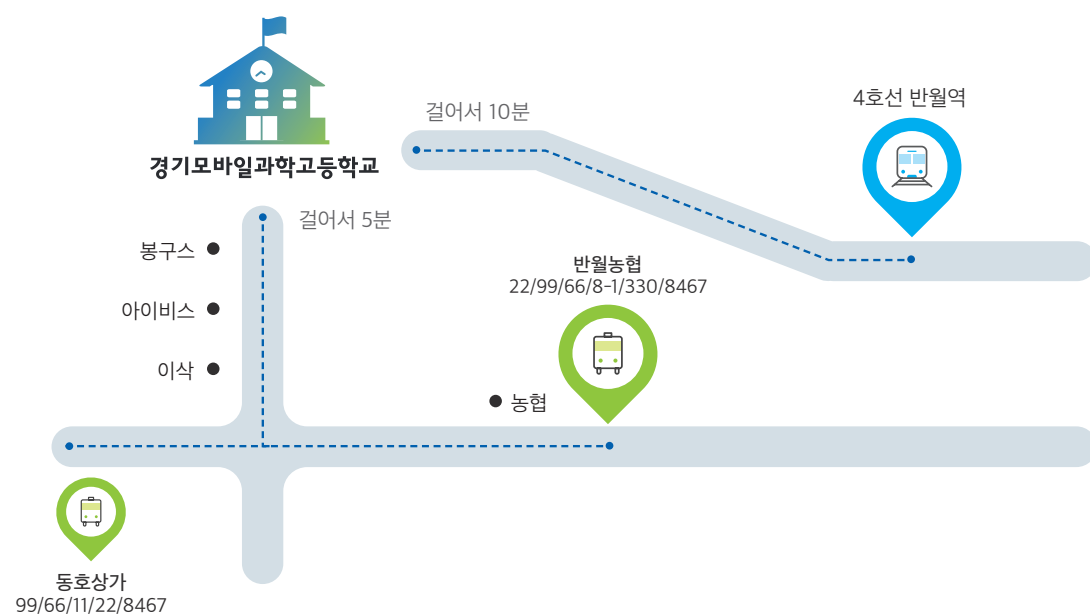 걸어서 10분
4호선 반월역
경기모바일과학고등학교
걸어서 5분
봉구스
반월농협
22/99/66/8-1/330/8467
아이비스
이삭
농협
동호상가
99/66/11/22/8467